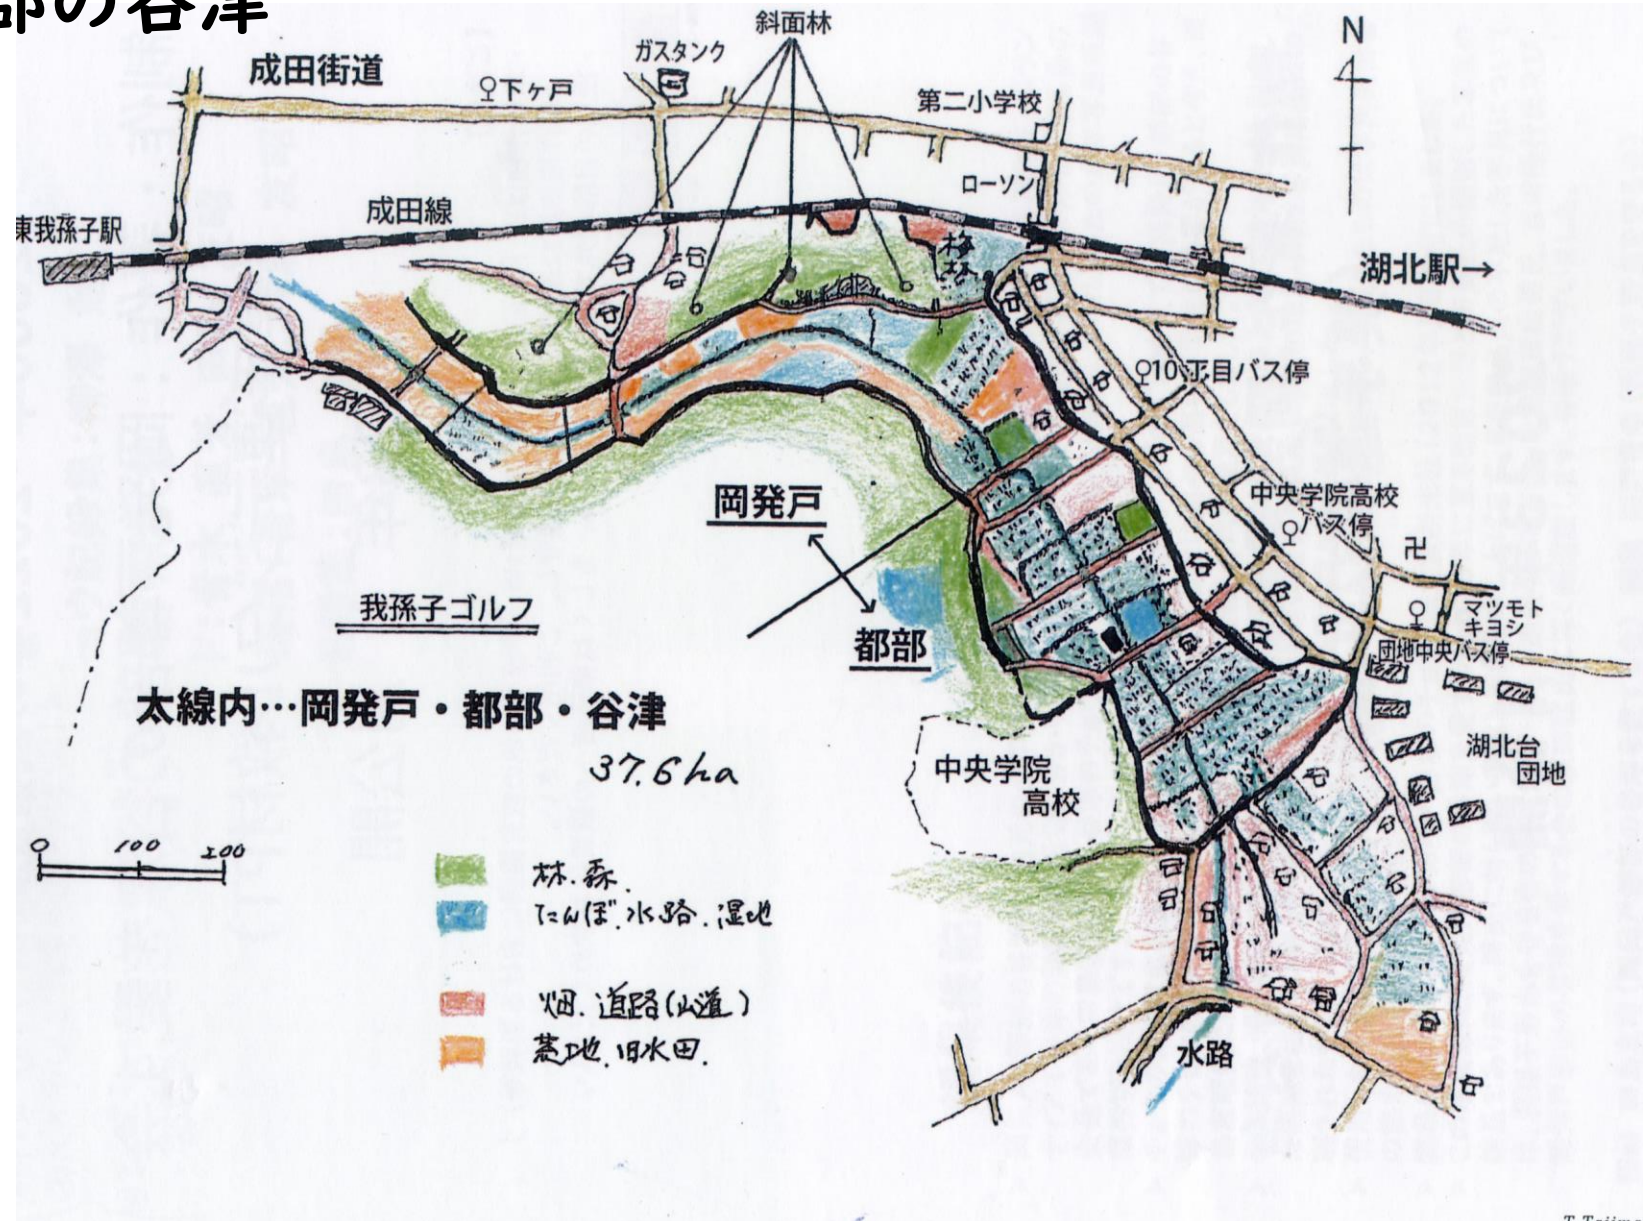 部の谷津
斜面林
N
ガスタンク
成田街道
下ヶ戸
第二小学校
ローソン
成田線
東我孫子駅
梅林
湖北駅→
10丁目バス停
岡発戸
中央学院高校
バス停
卍
我孫子ゴルフ
都部
マツモト
キヨシ
団地中央バス停
太線内…岡発戸・都部・谷津
37.6ha
中央学院
高校
湖北台
団地
0 100 200
林.森.
たんぼ.水路.湿地
畑.道路(山道)
荒地.旧水田.
水路